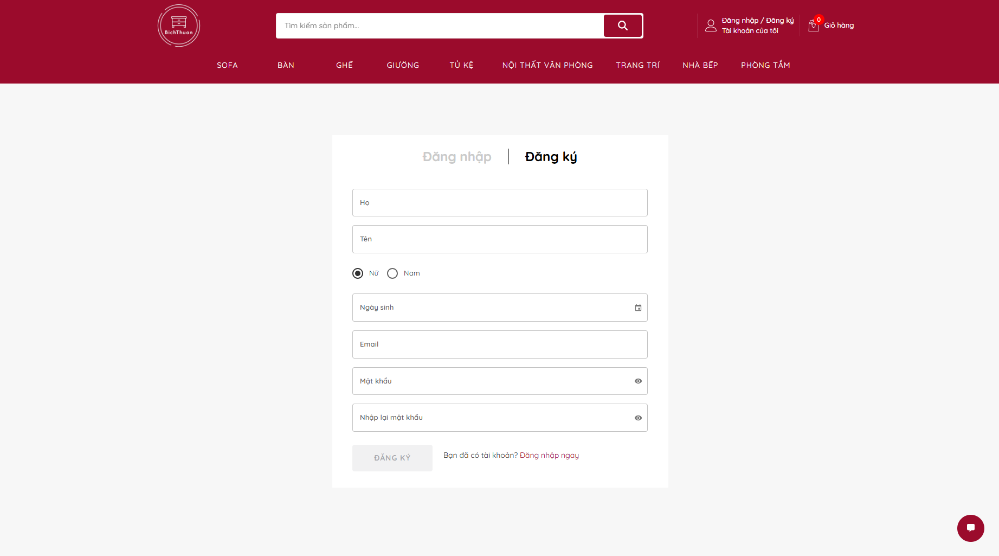 BichThuan
Tìm kiếm sản phẩm...
Đăng nhập / Đăng ký
Tài khoản của tôi
0
Giỏ hàng
SOFA
BÀN
GHẾ
GIƯỜNG
TỦ KỆ
NỘI THẤT VĂN PHÒNG
TRANG TRÍ
NHÀ BẾP
PHÒNG TẮM
Đăng nhập
Đăng ký
Họ
Tên
Nữ
Nam
Ngày sinh
Email
Mật khẩu
Nhập lại mật khẩu
ĐĂNG KÝ
Bạn đã có tài khoản? Đăng nhập ngay